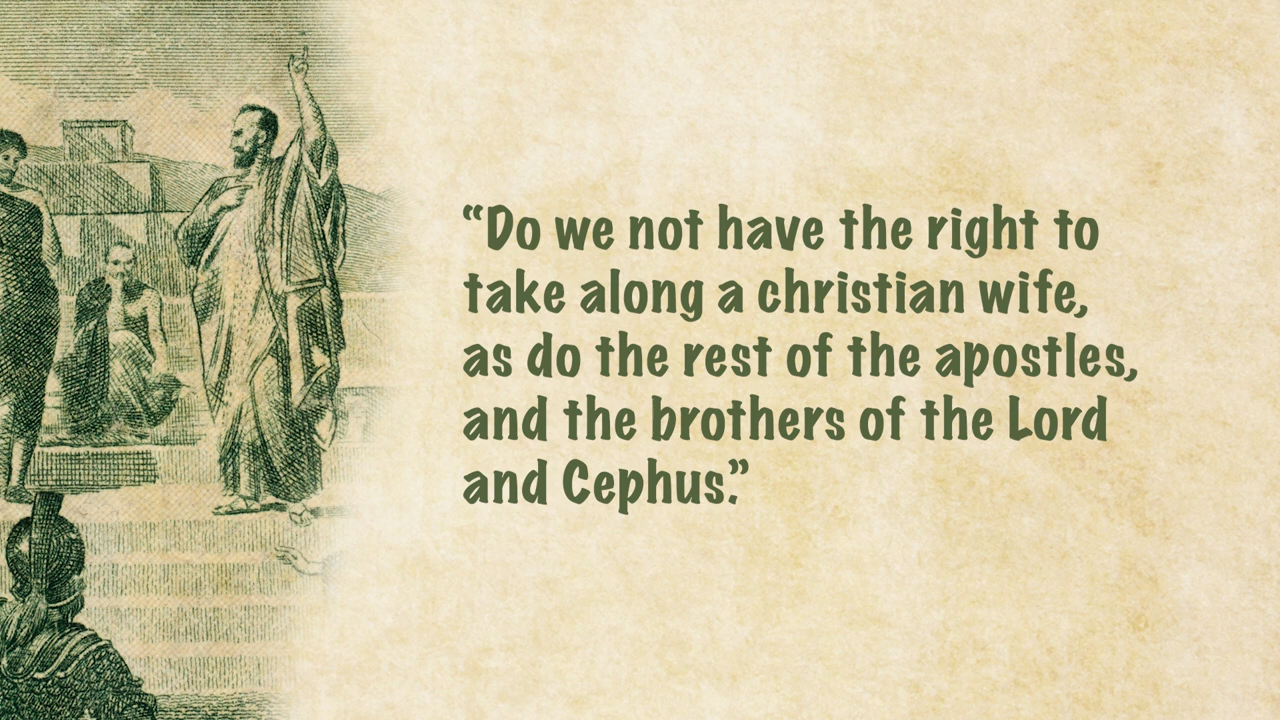 “Do we not have the right to
take along a christian wife,
as do the rest of the apostles,
and the brothers of the Lord
and Cephus.”